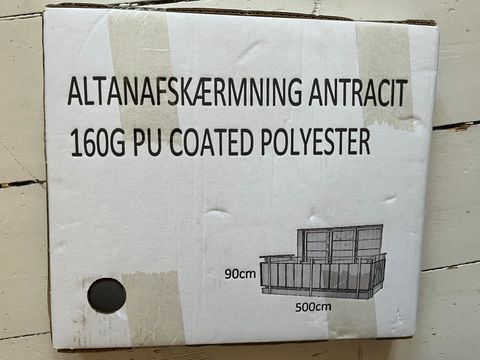 ALTANAFSKÆRMNING ANTRACIT
160G PU COATED POLYESTER
90cm
500cm